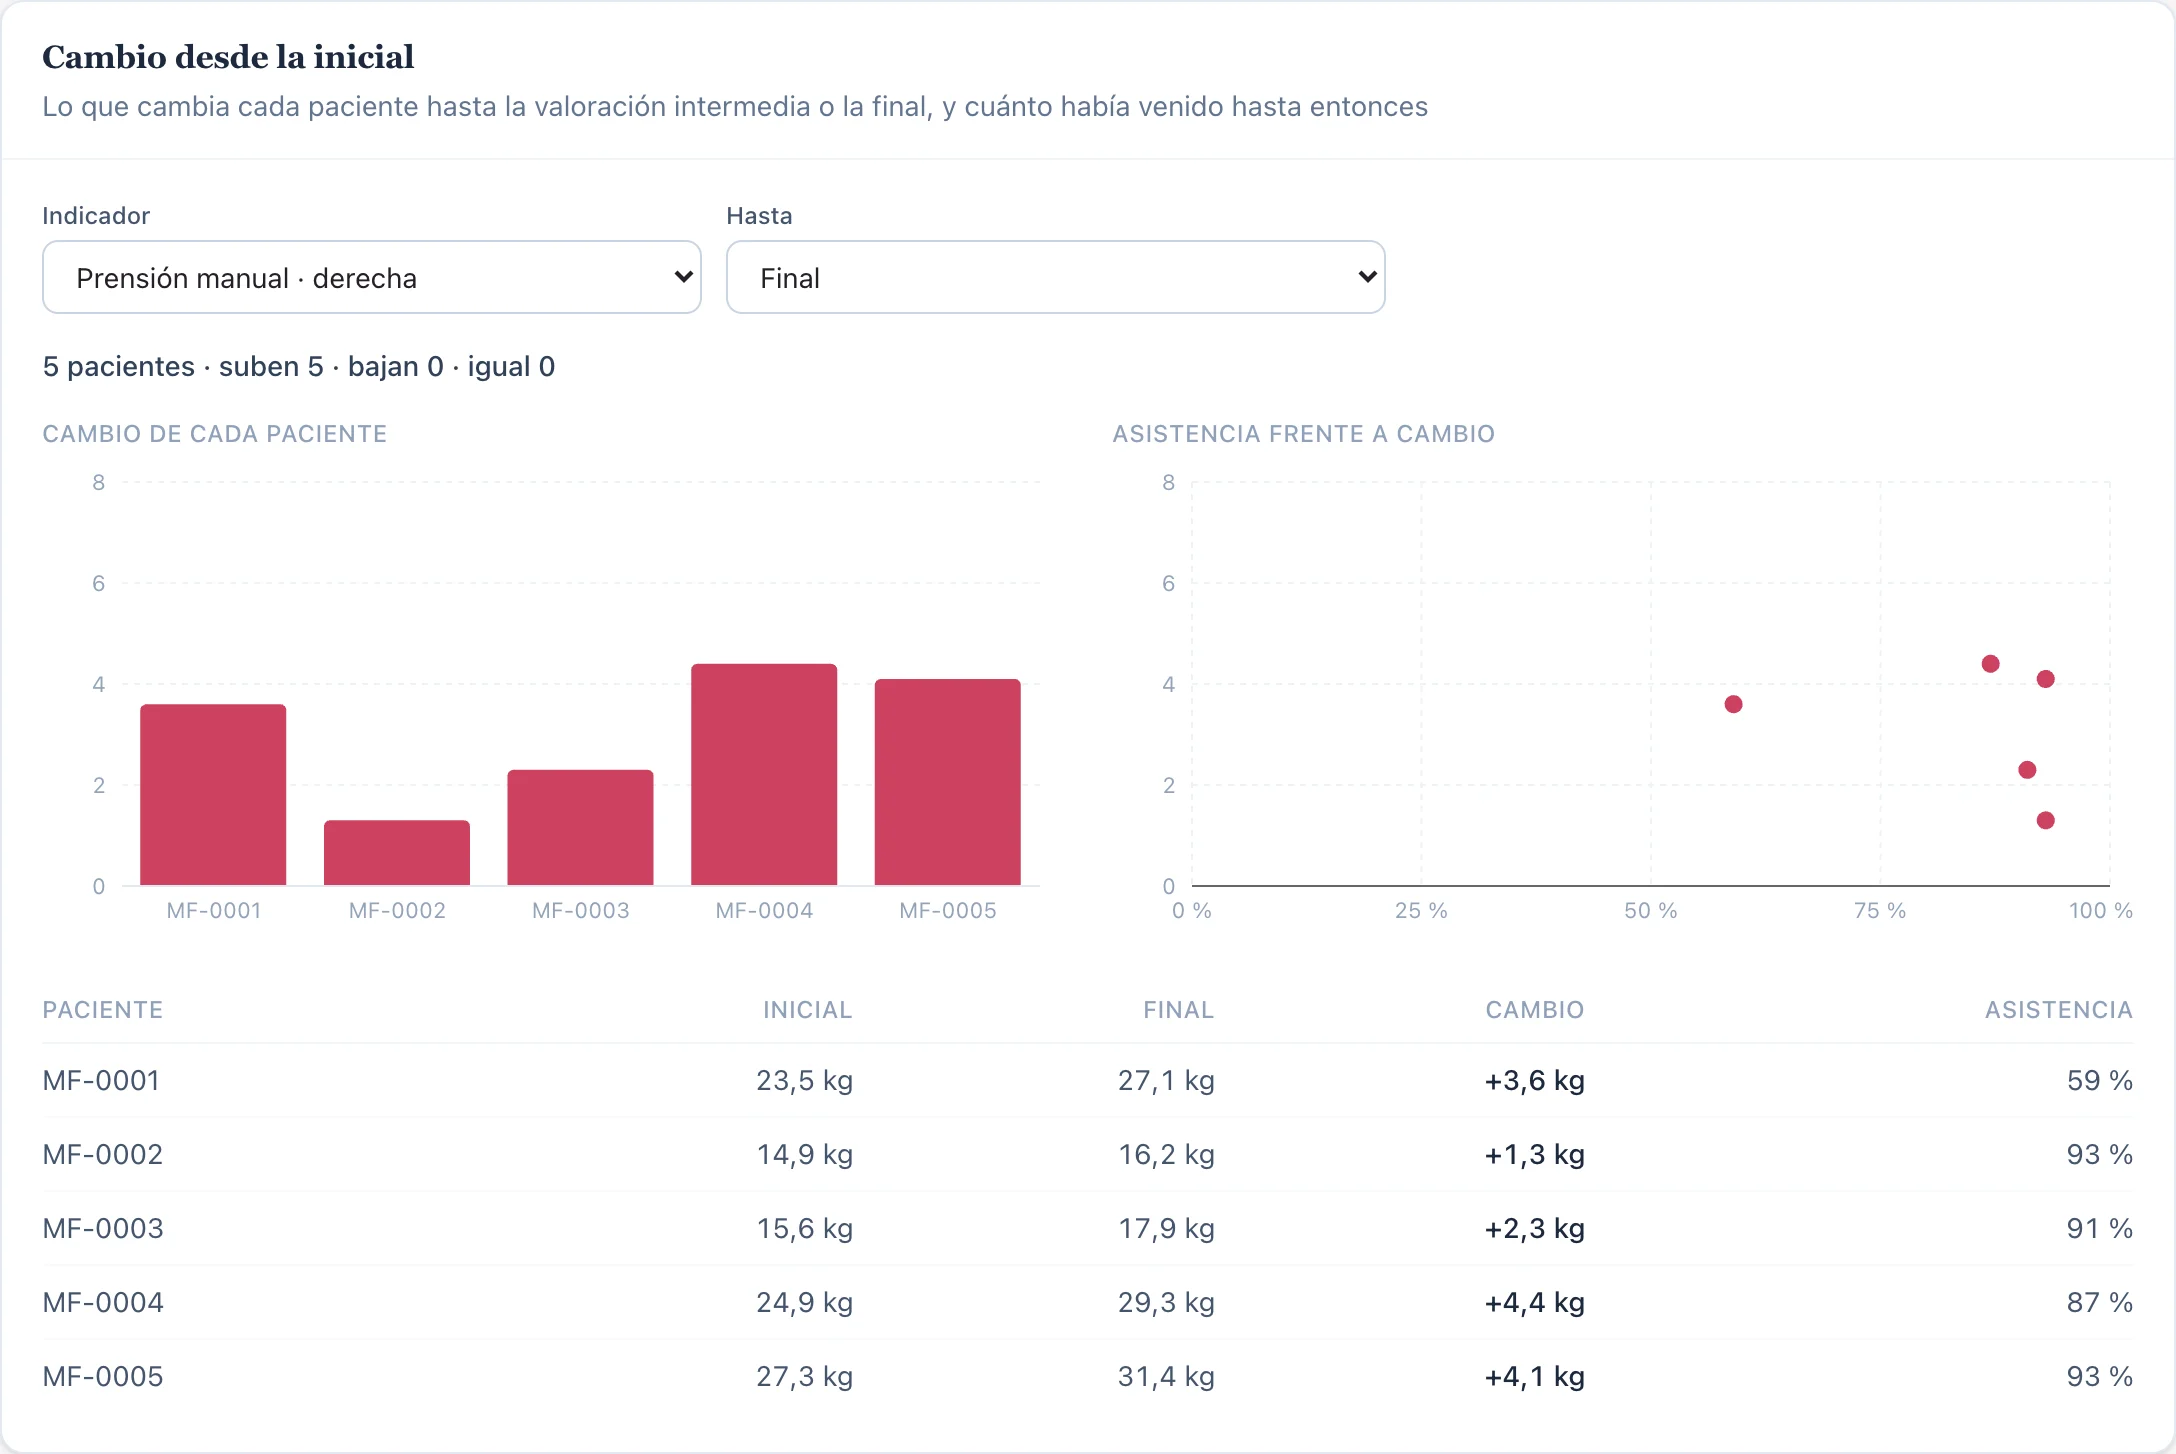 Cambio desde la inicial
Lo que cambia cada paciente hasta la valoración intermedia o la final, y cuánto había venido hasta entonces
Indicador
Hasta
Prensión manual · derecha
Final
5 pacientes · suben 5 · bajan 0 · igual 0
CAMBIO DE CADA PACIENTE
8
6
4
2
0
MF-0001 MF-0002 MF-0003 MF-0004 MF-0005
ASISTENCIA FRENTE A CAMBIO
8
6
4
2
0
0 % 25 % 50 % 75 % 100 %
PACIENTE INICIAL FINAL CAMBIO ASISTENCIA
MF-0001 23,5 kg 27,1 kg +3,6 kg 59 %
MF-0002 14,9 kg 16,2 kg +1,3 kg 93 %
MF-0003 15,6 kg 17,9 kg +2,3 kg 91 %
MF-0004 24,9 kg 29,3 kg +4,4 kg 87 %
MF-0005 27,3 kg 31,4 kg +4,1 kg 93 %